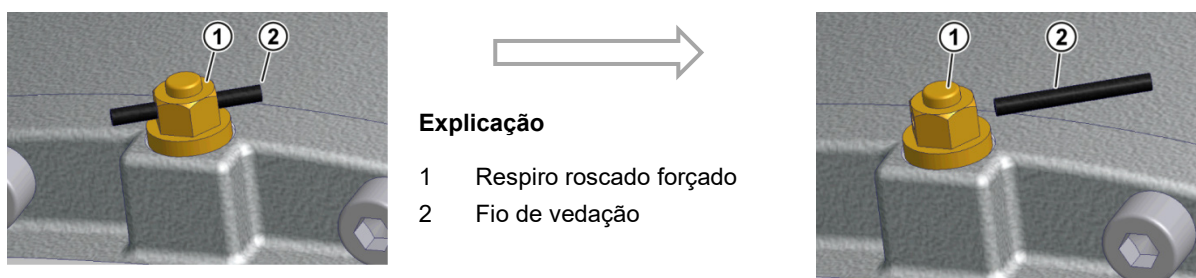 1 2
1 2
Explicação
1 Respiro roscado forçado
2 Fio de vedação